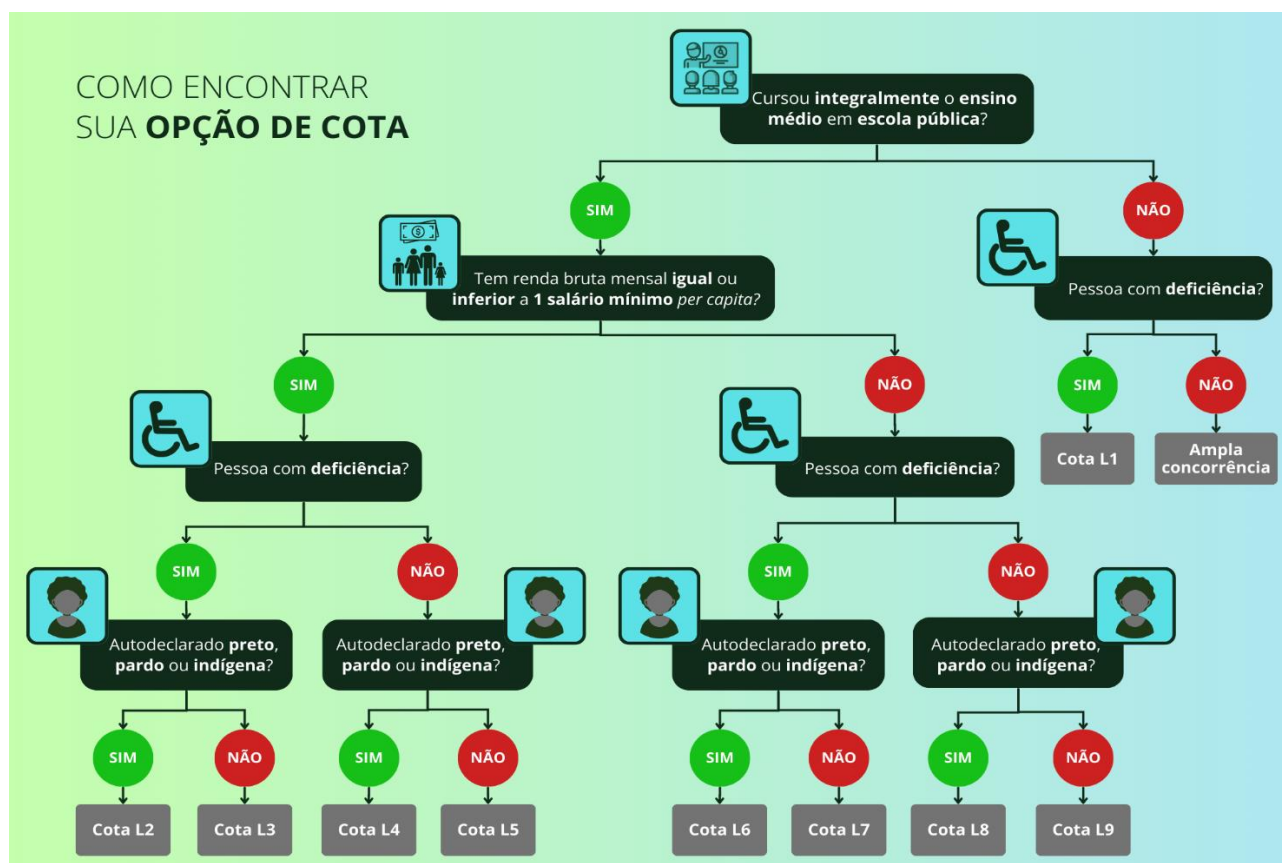 COMO ENCONTRAR
SUA OPÇÃO DE COTA
Cursou integralmente o ensino
médio em escola pública?
SIM
NÃO
Tem renda bruta mensal igual ou
inferior a 1 salário mínimo per capita?
Pessoa com deficiência?
SIM
NÃO
SIM
NÃO
Cota L1
Ampla
concorrência
Pessoa com deficiência?
Pessoa com deficiência?
SIM
NÃO
SIM
NÃO
Autodeclarado preto,
pardo ou indígena?
Autodeclarado preto,
pardo ou indígena?
Autodeclarado preto,
pardo ou indígena?
Autodeclarado preto,
pardo ou indígena?
SIM
NÃO
SIM
NÃO
SIM
NÃO
SIM
NÃO
Cota L2
Cota L3
Cota L4
Cota L5
Cota L6
Cota L7
Cota L8
Cota L9